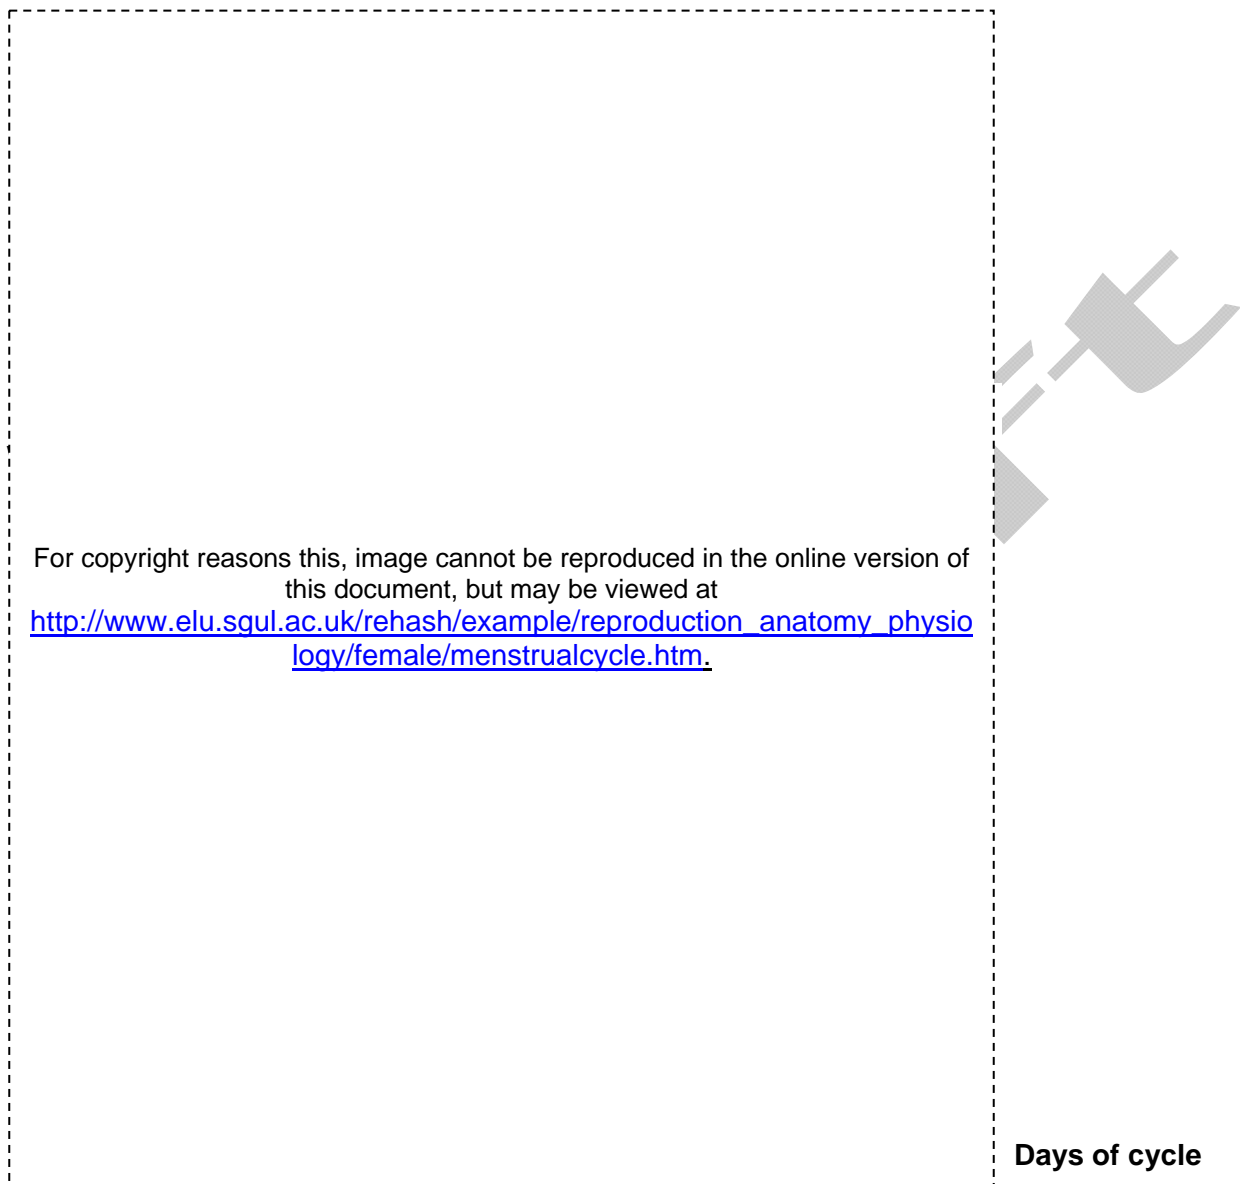 For copyright reasons this, image cannot be reproduced in the online version of
this document, but may be viewed at
http://www.elu.sgul.ac.uk/rehash/example/reproduction_anatomy_physio
logy/female/menstrualcycle.htm.
Days of cycle